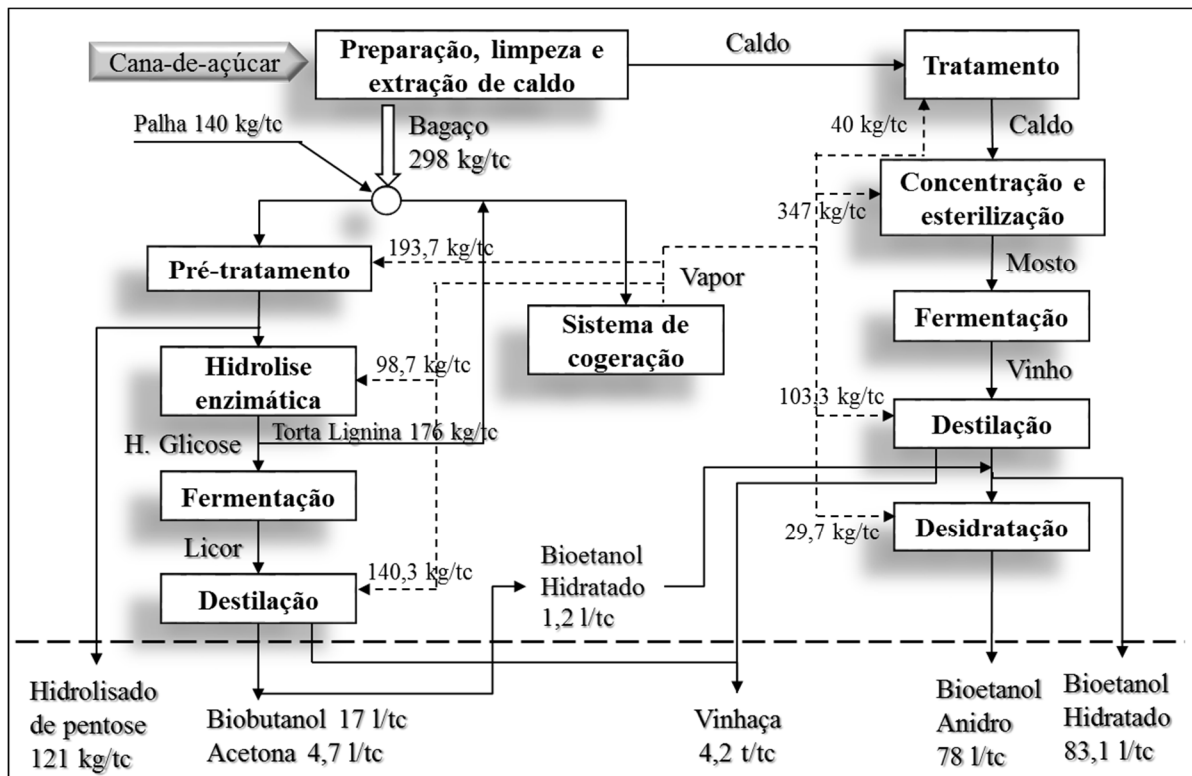 Cana-de-açúcar
Preparação, limpeza e
extração de caldo
Caldo
Tratamento
Palha 140 kg/tc
Bagaço
298 kg/tc
40 kg/tc
Caldo
Concentração e
esterilização
347 kg/tc
193,7 kg/tc
Pré-tratamento
Vapor
Mosto
Sistema de
cogeração
Fermentação
Hidrolise
enzimática
98,7 kg/tc
Vinho
103,3 kg/tc
Destilação
H. Glicose
Torta Lignina 176 kg/tc
Fermentação
Desidratação
29,7 kg/tc
Licor
Bioetanol
Hidratado
1,2 l/tc
140,3 kg/tc
Destilação
Hidrolisado
de pentose
121 kg/tc
Biobutanol 17 l/tc
Acetona 4,7 l/tc
Vinhaça
4,2 t/tc
Bioetanol
Anidro
78 l/tc
Bioetanol
Hidratado
83,1 l/tc